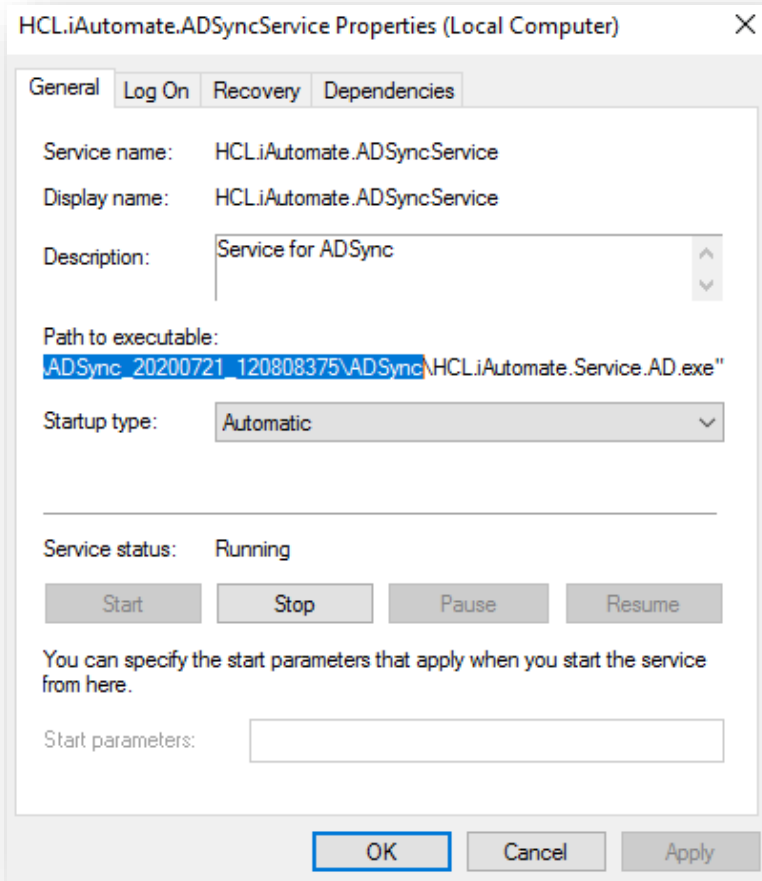 HCL.iAutomate.ADSyncService Properties (Local Computer)
General Log On Recovery Dependencies
Service name: HCL.iAutomate.ADSyncService
Display name: HCL.iAutomate.ADSyncService
Description: Service for ADSync
Path to executable:
\ADSync_20200721_120808375\ADSync\HCL.iAutomate.Service.AD.exe"
Startup type: Automatic
Service status: Running
Start Stop Pause Resume
You can specify the start parameters that apply when you start the service
from here.
Start parameters:
OK Cancel Apply